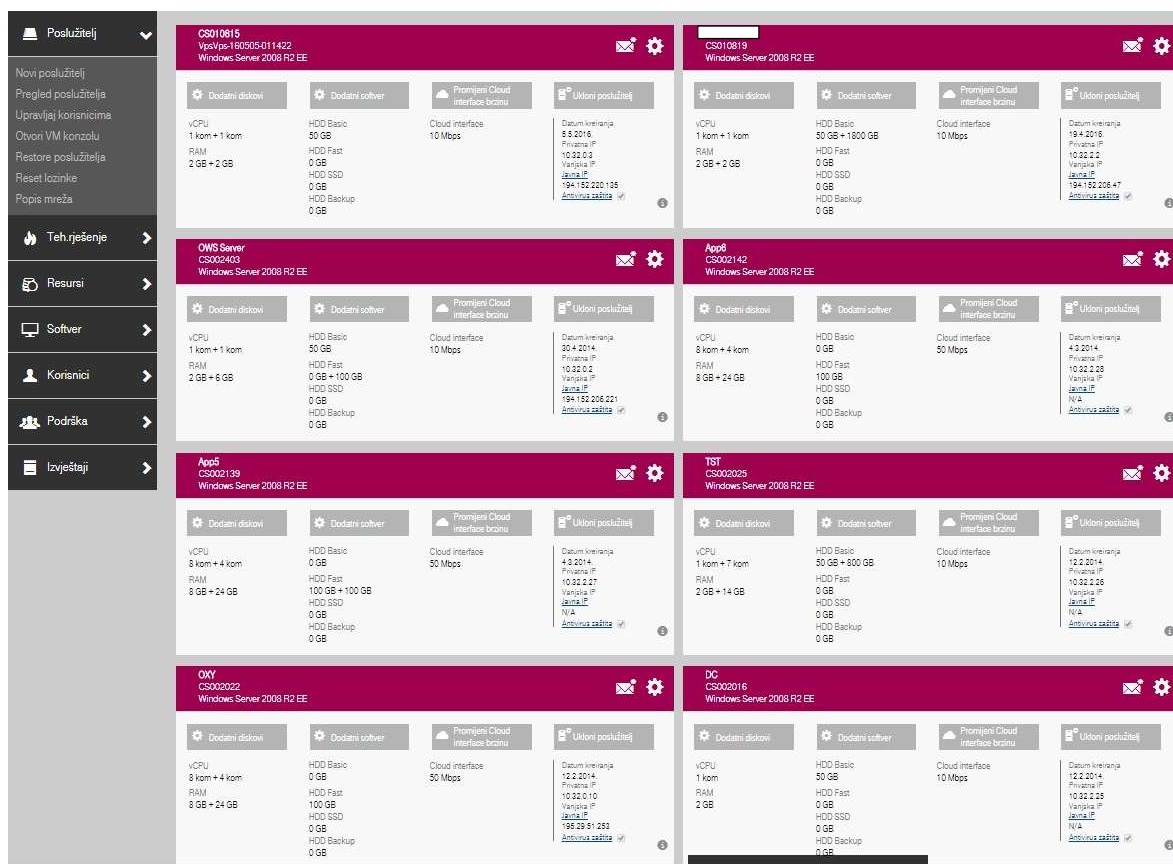 Poslužitelj
Novi poslužitelj
Pregled poslužitelja
Upravljaj korisnicima
Otvori VM konzolu
Restore poslužitelja
Reset lozinke
Popis mreža
Teh.rješenje
Resursi
Softver
Korisnici
Podrška
Izvještaji
CS010815
VpsVps-160505-011422
Windows Server 2008 R2 EE
Dodatni diskovi
Dodatni softver
Promijeni Cloud
interface brzinu
Ukloni poslužitelj
vCPU
1 kom + 1 kom
RAM
2 GB + 2 GB
HDD Basic
50 GB
HDD Fast
0 GB
HDD SSD
0 GB
HDD Backup
0 GB
Cloud interface
10 Mbps
Datum kreiranja
5.5.2016.
Privatna IP
10.32.0.3
Vanjska IP
Javna IP
194.152.220.135
Antivirus zaštita
CS010819
Windows Server 2008 R2 EE
Dodatni diskovi
Dodatni softver
Promijeni Cloud
interface brzinu
Ukloni poslužitelj
vCPU
1 kom + 1 kom
RAM
2 GB + 2 GB
HDD Basic
50 GB + 1800 GB
HDD Fast
0 GB
HDD SSD
0 GB
HDD Backup
0 GB
Cloud interface
10 Mbps
Datum kreiranja
19.4.2016.
Privatna IP
10.32.2.2
Vanjska IP
Javna IP
194.152.206.47
Antivirus zaštita
OWS Server
CS002403
Windows Server 2008 R2 EE
Dodatni diskovi
Dodatni softver
Promijeni Cloud
interface brzinu
Ukloni poslužitelj
vCPU
1 kom + 1 kom
RAM
2 GB + 6 GB
HDD Basic
50 GB
HDD Fast
0 GB + 100 GB
HDD SSD
0 GB
HDD Backup
0 GB
Cloud interface
10 Mbps
Datum kreiranja
30.4.2014.
Privatna IP
10.32.0.2
Vanjska IP
Javna IP
194.152.206.221
Antivirus zaštita
App6
CS002142
Windows Server 2008 R2 EE
Dodatni diskovi
Dodatni softver
Promijeni Cloud
interface brzinu
Ukloni poslužitelj
vCPU
8 kom + 4 kom
RAM
8 GB + 24 GB
HDD Basic
0 GB
HDD Fast
100 GB
HDD SSD
0 GB
HDD Backup
0 GB
Cloud interface
50 Mbps
Datum kreiranja
4.3.2014.
Privatna IP
10.32.2.28
Vanjska IP
Javna IP
N/A
Antivirus zaštita
App5
CS002139
Windows Server 2008 R2 EE
Dodatni diskovi
Dodatni softver
Promijeni Cloud
interface brzinu
Ukloni poslužitelj
vCPU
8 kom + 4 kom
RAM
8 GB + 24 GB
HDD Basic
0 GB
HDD Fast
100 GB + 100 GB
HDD SSD
0 GB
HDD Backup
0 GB
Cloud interface
50 Mbps
Datum kreiranja
4.3.2014.
Privatna IP
10.32.2.27
Vanjska IP
Javna IP
N/A
Antivirus zaštita
TST
CS002025
Windows Server 2008 R2 EE
Dodatni diskovi
Dodatni softver
Promijeni Cloud
interface brzinu
Ukloni poslužitelj
vCPU
1 kom + 7 kom
RAM
2 GB + 14 GB
HDD Basic
50 GB + 800 GB
HDD Fast
0 GB
HDD SSD
0 GB
HDD Backup
0 GB
Cloud interface
10 Mbps
Datum kreiranja
12.2.2014.
Privatna IP
10.32.2.26
Vanjska IP
Javna IP
N/A
Antivirus zaštita
OXY
CS002022
Windows Server 2008 R2 EE
Dodatni diskovi
Dodatni softver
Promijeni Cloud
interface brzinu
Ukloni poslužitelj
vCPU
8 kom + 4 kom
RAM
8 GB + 24 GB
HDD Basic
0 GB
HDD Fast
100 GB
HDD SSD
0 GB
HDD Backup
0 GB
Cloud interface
50 Mbps
Datum kreiranja
12.2.2014.
Privatna IP
10.32.0.10
Vanjska IP
Javna IP
195.29.51.253
Antivirus zaštita
DC
CS002016
Windows Server 2008 R2 EE
Dodatni diskovi
Dodatni softver
Promijeni Cloud
interface brzinu
Ukloni poslužitelj
vCPU
1 kom
RAM
2 GB
HDD Basic
50 GB
HDD Fast
0 GB
HDD SSD
0 GB
HDD Backup
0 GB
Cloud interface
10 Mbps
Datum kreiranja
12.2.2014.
Privatna IP
10.32.2.25
Vanjska IP
Javna IP
N/A
Antivirus zaštita